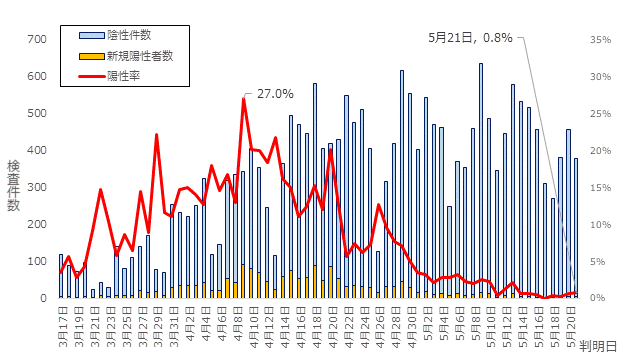 陰性件数
新規陽性者数
陽性率
5月21日, 0.8%
27.0%
700
600
500
400
300
200
100
0
35%
30%
25%
20%
15%
10%
5%
0%
検査件数
3月17日
3月19日
3月21日
3月23日
3月25日
3月27日
3月29日
3月31日
4月2日
4月4日
4月6日
4月8日
4月10日
4月12日
4月14日
4月16日
4月18日
4月20日
4月22日
4月24日
4月26日
4月28日
4月30日
5月2日
5月4日
5月6日
5月8日
5月10日
5月12日
5月14日
5月16日
5月18日
5月20日
判明日